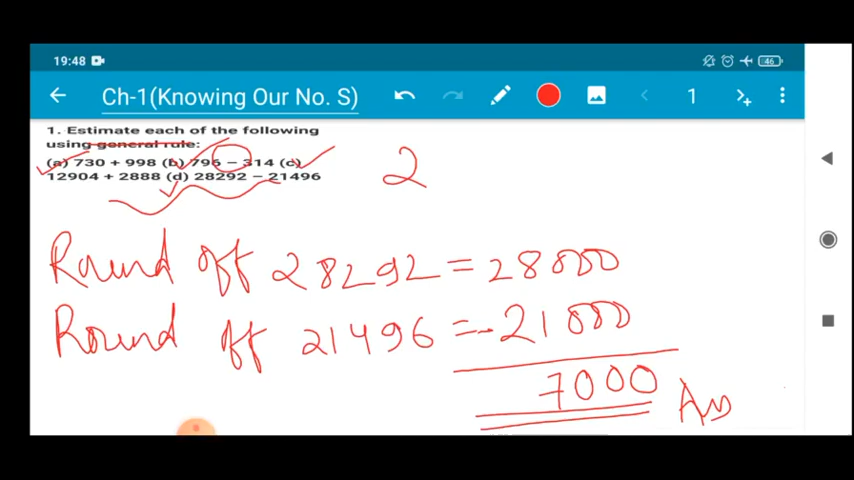 19:48
46
Ch-1(Knowing Our No. S)
1
1. Estimate each of the following
using general rule:
(a) 730 + 998 (b) 796 − 314 (c)
12904 + 2888 (d) 28292 − 21496
2
Round off 28292 = 28000
Round off 21496 = -21000
7000 Ans